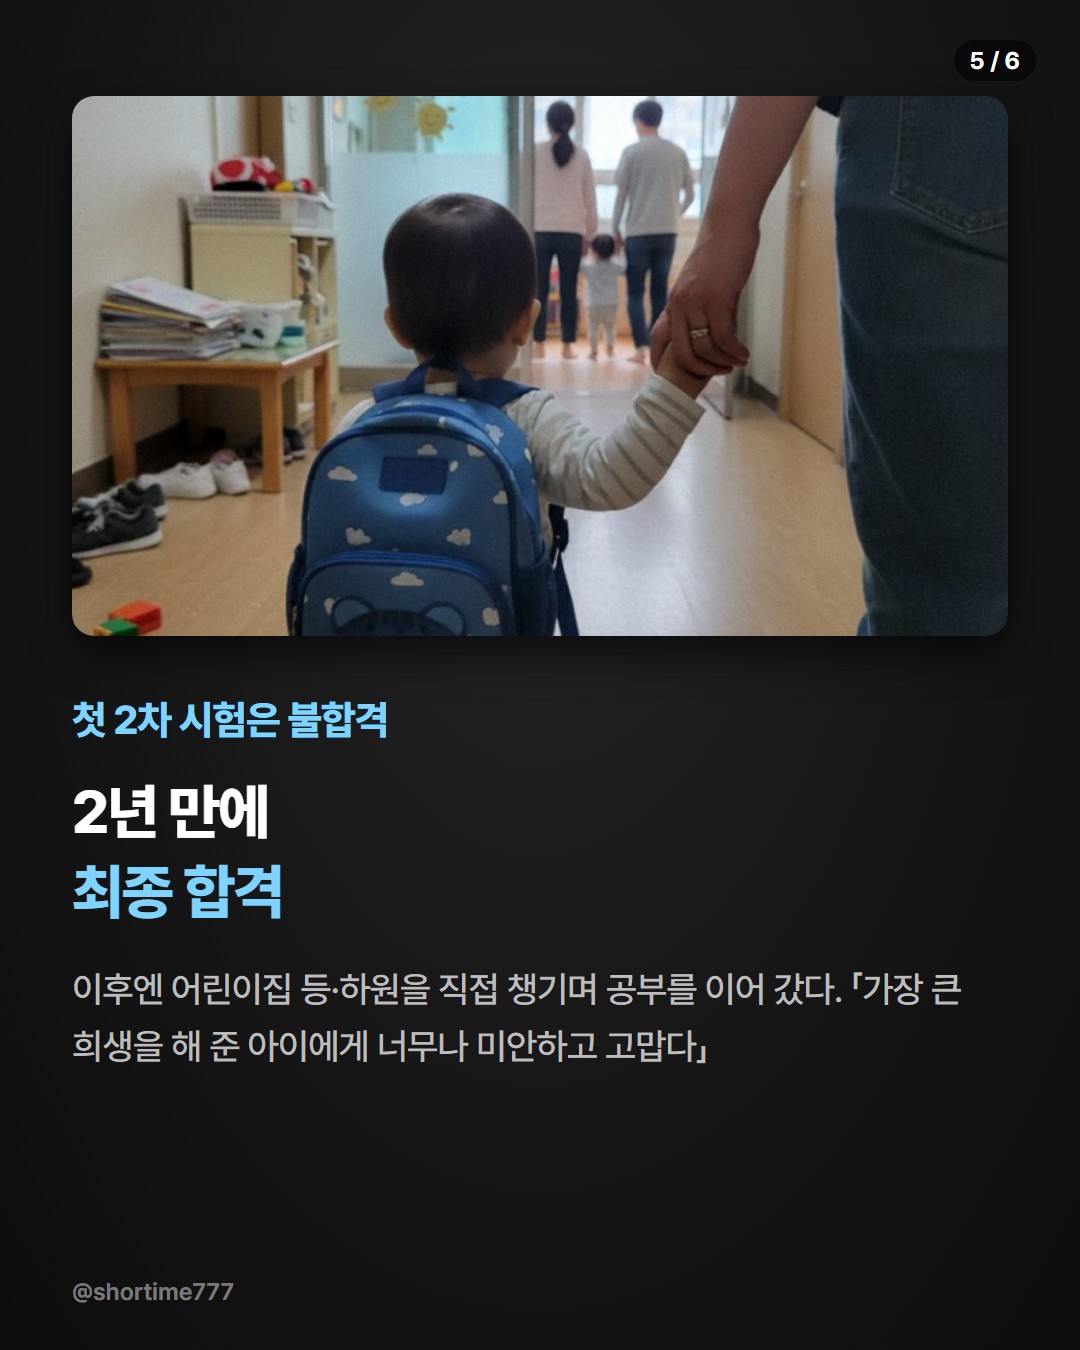 5 / 6
첫 2차 시험은 불합격
2년 만에
최종 합격
이후엔 어린이집 등·하원을 직접 챙기며 공부를 이어 갔다. 「가장 큰
희생을 해 준 아이에게 너무나 미안하고 고맙다」
@shortime777